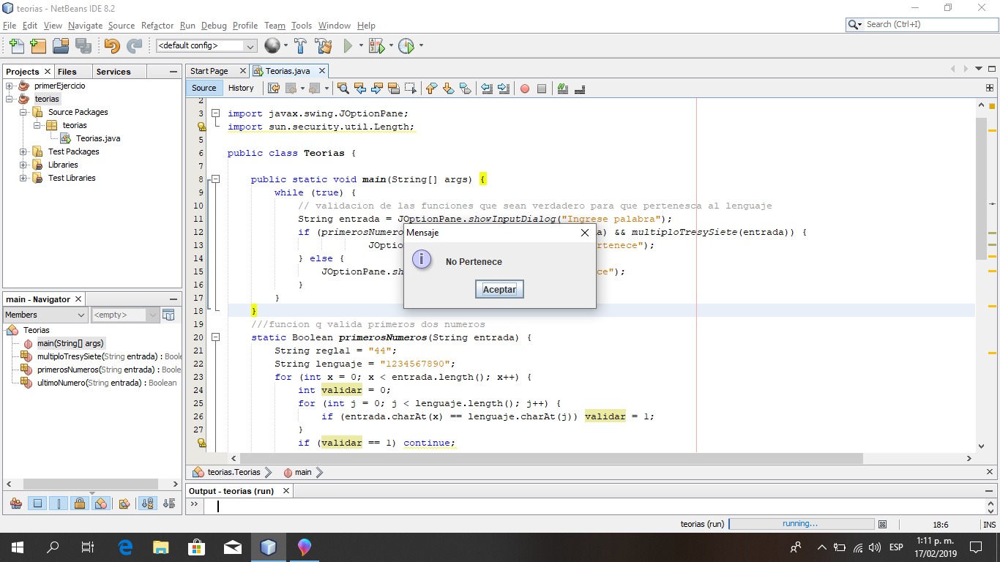 teorias - NetBeans IDE 8.2
File Edit View Navigate Source Refactor Run Debug Profile Team Tools Window Help
Search (Ctrl+I)
<default config>
Projects
Files
Services
primerEjercicio
teorias
Source Packages
teorias
Teorias.java
Test Packages
Libraries
Test Libraries
main - Navigator
Members
<empty>
Teorias
main(String[] args)
multiploTresySiete(String entrada) : Boole
primerosNumeros(String entrada) : Boole
ultimoNumero(String entrada) : Boolean
Start Page
Teorias.java
Source
History
2
3 import javax.swing.JOptionPane;
import sun.security.util.Length;
5
6 public class Teorias {
7
8 public static void main(String[] args) {
9 while (true) {
10 // validacion de las funciones que sean verdadero para que pertenesca al lenguaje
11 String entrada = JOptionPane.showInputDialog("Ingrese palabra");
12 if (primerosNumero) && multiploTresySiete(entrada)) {
13 JOptio rtenece");
14 } else {
15 JOptionPane.sh ce");
16 }
17 }
18 }
19 ///funcion q valida primeros dos numeros
20 static Boolean primerosNumeros(String entrada) {
21 String regla1 = "44";
22 String lenguaje = "1234567890";
23 for (int x = 0; x < entrada.length(); x++) {
24 int validar = 0;
25 for (int j = 0; j < lenguaje.length(); j++) {
26 if (entrada.charAt(x) == lenguaje.charAt(j)) validar = 1;
27 }
if (validar == 1) continue;
Mensaje
No Pertenece
Aceptar
teorias.Teorias
main
Output - teorias (run)
teorias (run)
running...
18:6
INS
ESP
1:11 p. m.
17/02/2019